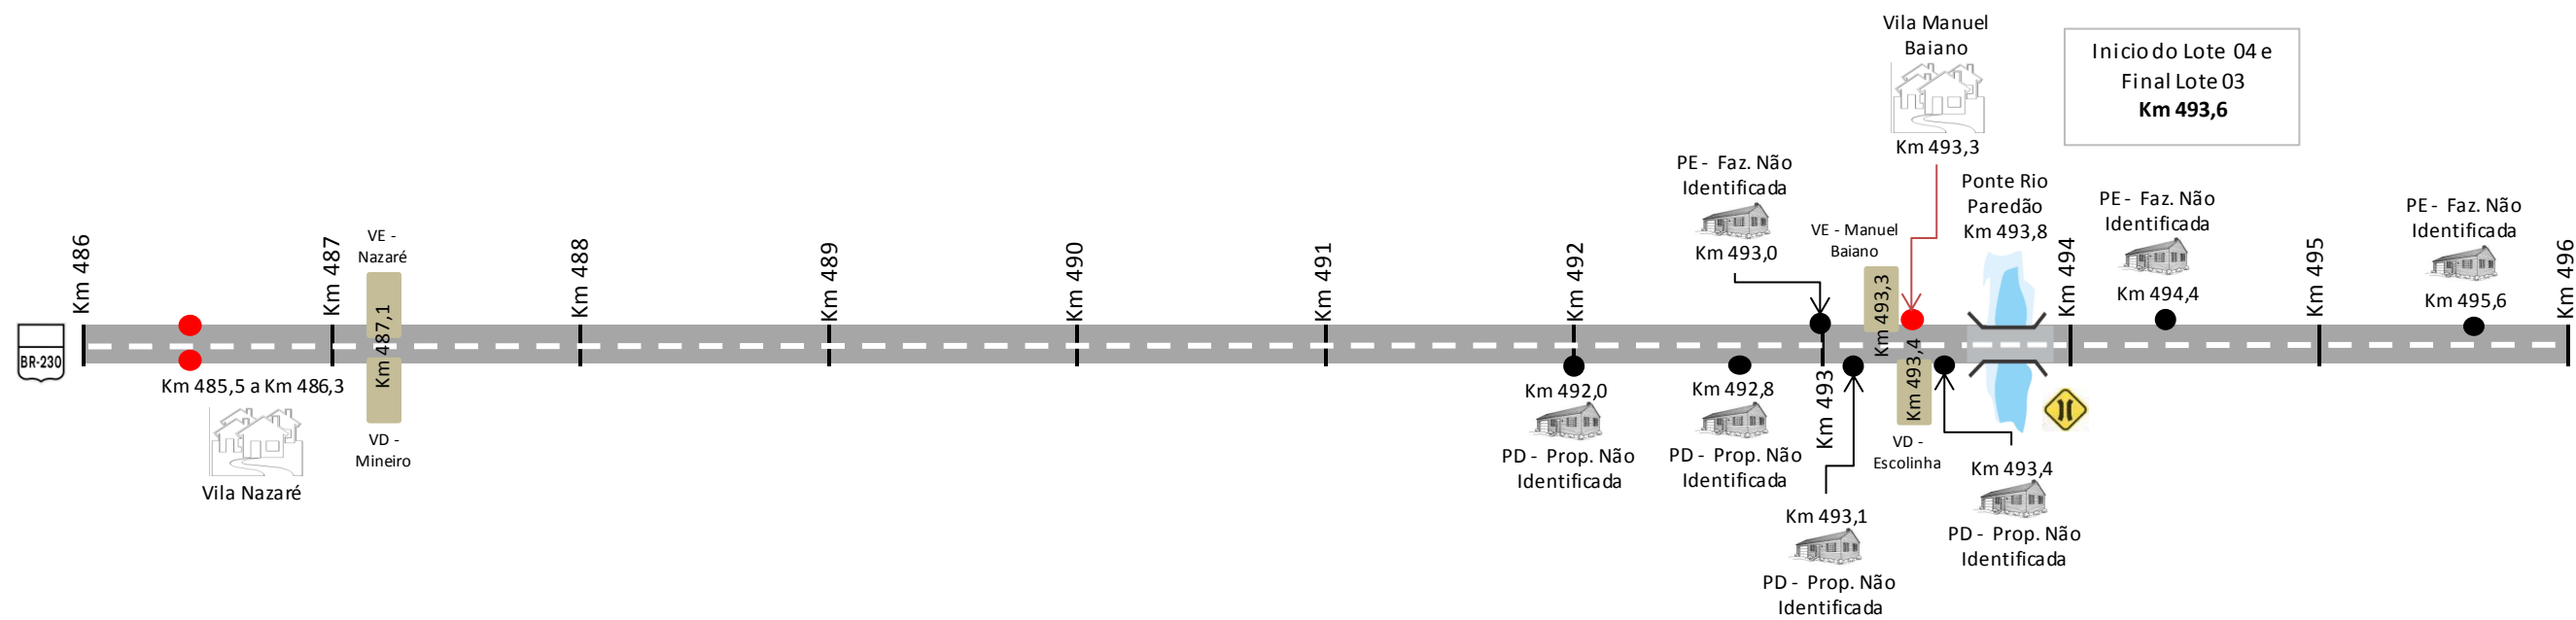 Vila Manuel
Baiano
Km 493,3
Inicio do Lote 04 e
Final Lote 03
Km 493,6
PE - Faz. Não
Identificada
Km 493,0
VE - Manuel
Baiano
Km 493,3
Ponte Rio
Paredão
Km 493,8
PE - Faz. Não
Identificada
Km 494,4
PE - Faz. Não
Identificada
Km 495,6
VE -
Nazaré
Km 486
Km 487
Km 487,1
Km 488
Km 489
Km 490
Km 491
Km 492
Km 493
Km 494
Km 495
Km 496
BR-230
Km 485,5 a Km 486,3
Vila Nazaré
VD -
Mineiro
Km 492,0
PD - Prop. Não
Identificada
Km 492,8
PD - Prop. Não
Identificada
Km 493,1
PD - Prop. Não
Identificada
Km 493,4
VD -
Escolinha
Km 493,4
PD - Prop. Não
Identificada